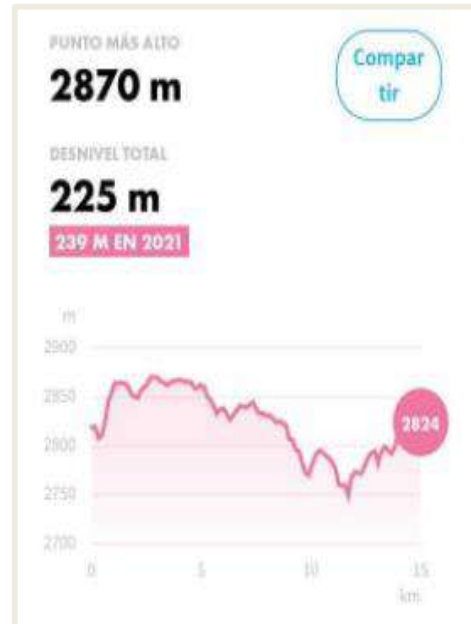 PUNTO MÁS ALTO
2870 m
Compar
tir
DESNIVEL TOTAL
225 m
239 M EN 2021
m
2900
2850
2824
2800
2750
2700
0
5
10
15
km